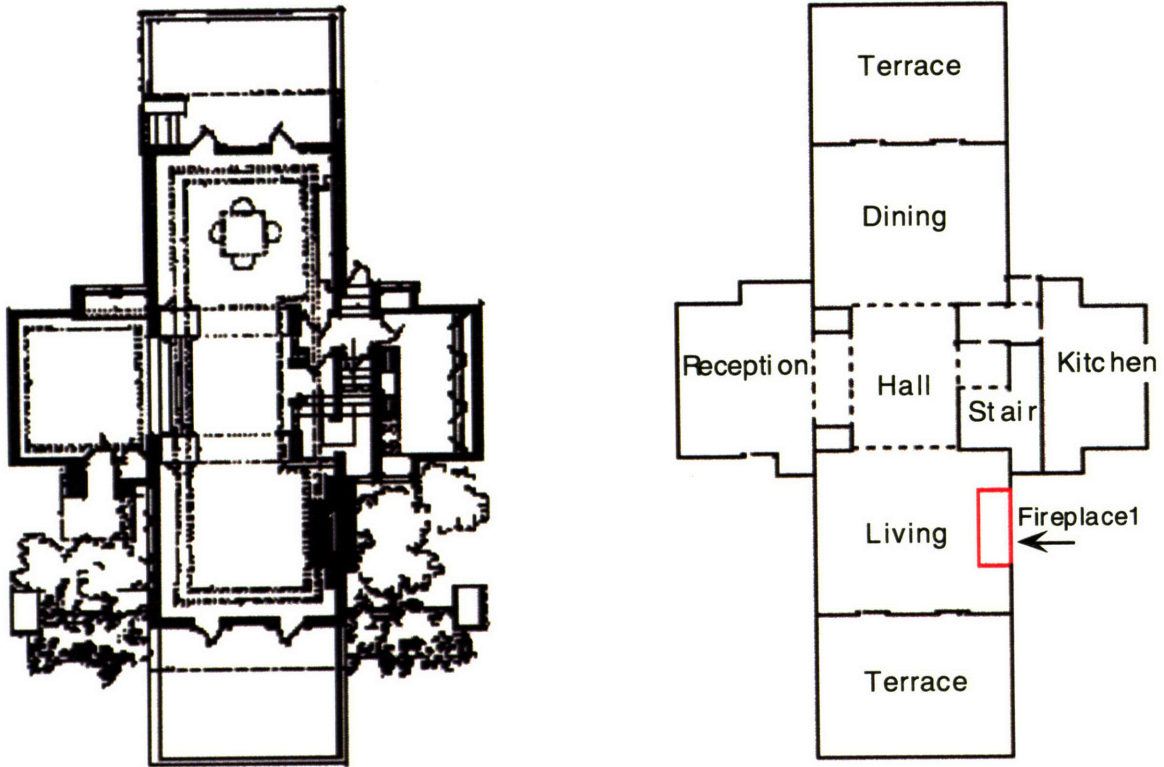 Terrace
Dining
Reception
Hall
Kitchen
Stair
Fireplace1
Living
Terrace